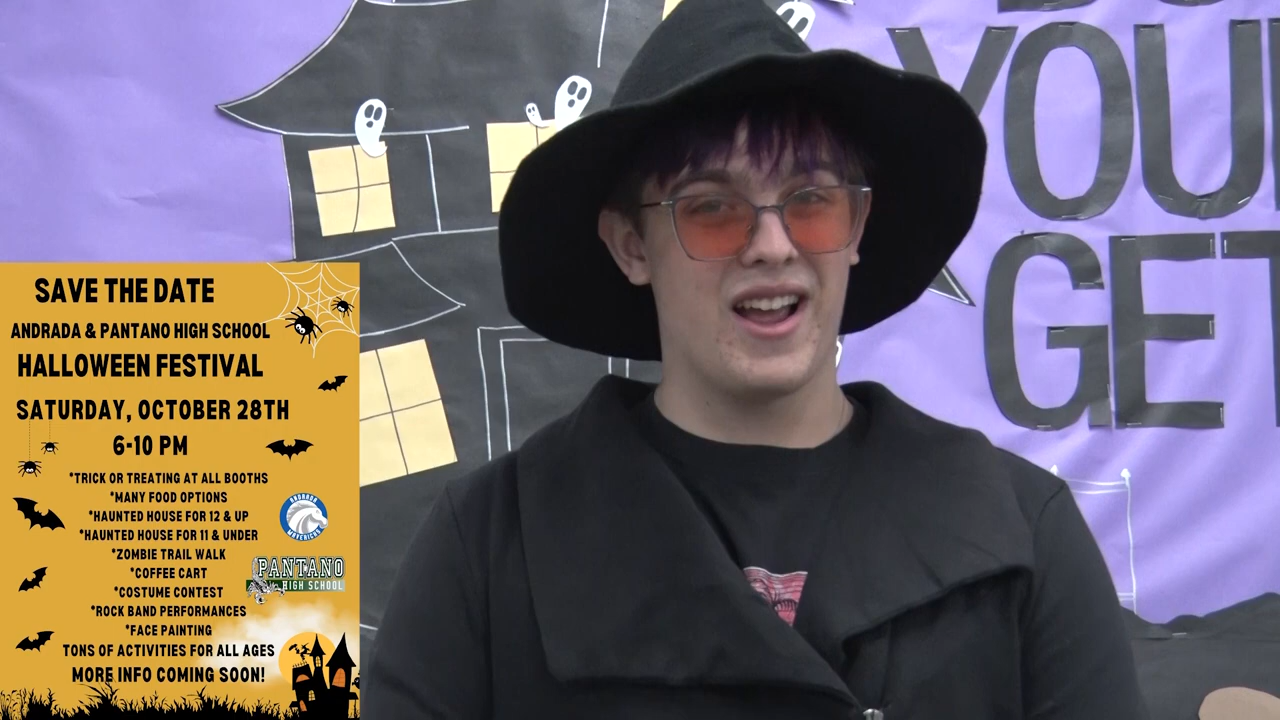 YOU
GET
SAVE THE DATE
ANDRADA & PANTANO HIGH SCHOOL
HALLOWEEN FESTIVAL
SATURDAY, OCTOBER 28TH
6-10 PM
*TRICK OR TREATING AT ALL BOOTHS
*MANY FOOD OPTIONS
*HAUNTED HOUSE FOR 12 & UP
*HAUNTED HOUSE FOR 11 & UNDER
*ZOMBIE TRAIL WALK
*COFFEE CART
*COSTUME CONTEST
*ROCK BAND PERFORMANCES
*FACE PAINTING
TONS OF ACTIVITIES FOR ALL AGES
MORE INFO COMING SOON!
ANDRADA
MAVERICKS
PANTANO
HIGH SCHOOL